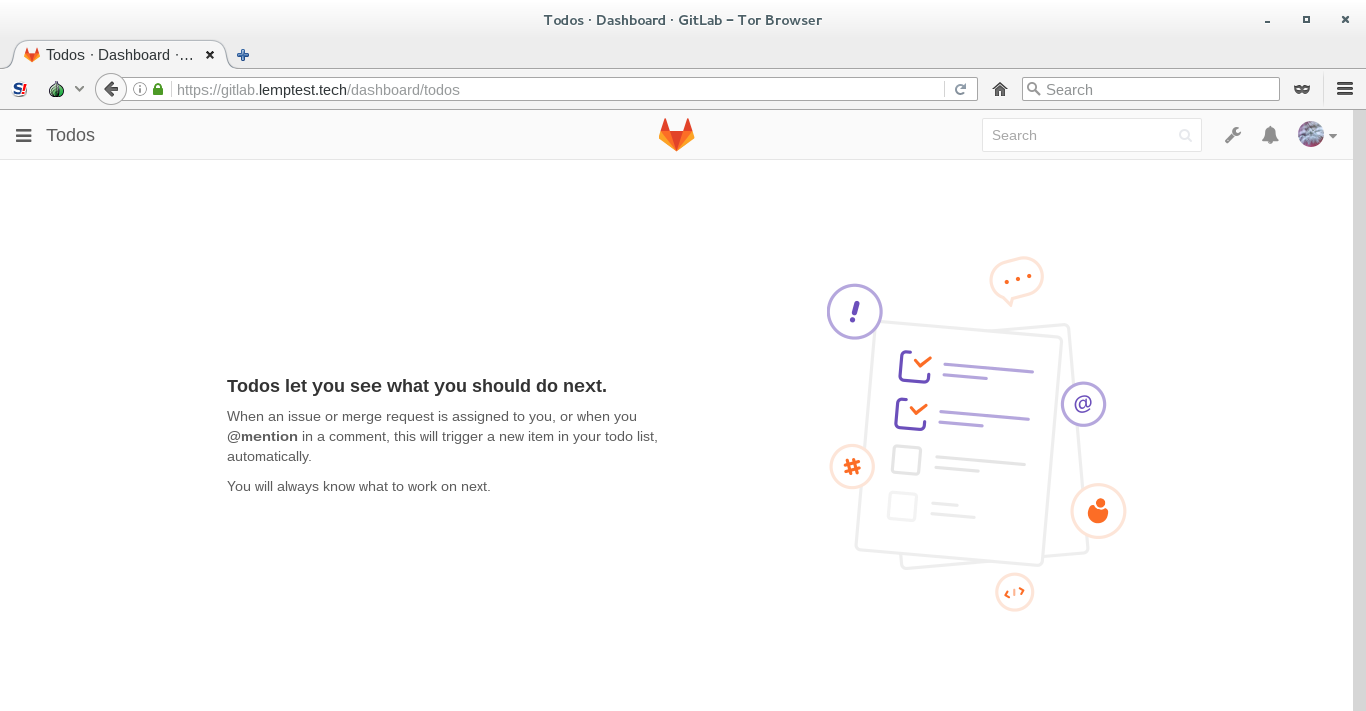 Todos · Dashboard · GitLab – Tor Browser
Todos · Dashboard ·…
https://gitlab.lemptest.tech/dashboard/todos
Search
Todos
Search
Todos let you see what you should do next.
When an issue or merge request is assigned to you, or when you
@mention in a comment, this will trigger a new item in your todo list,
automatically.
You will always know what to work on next.